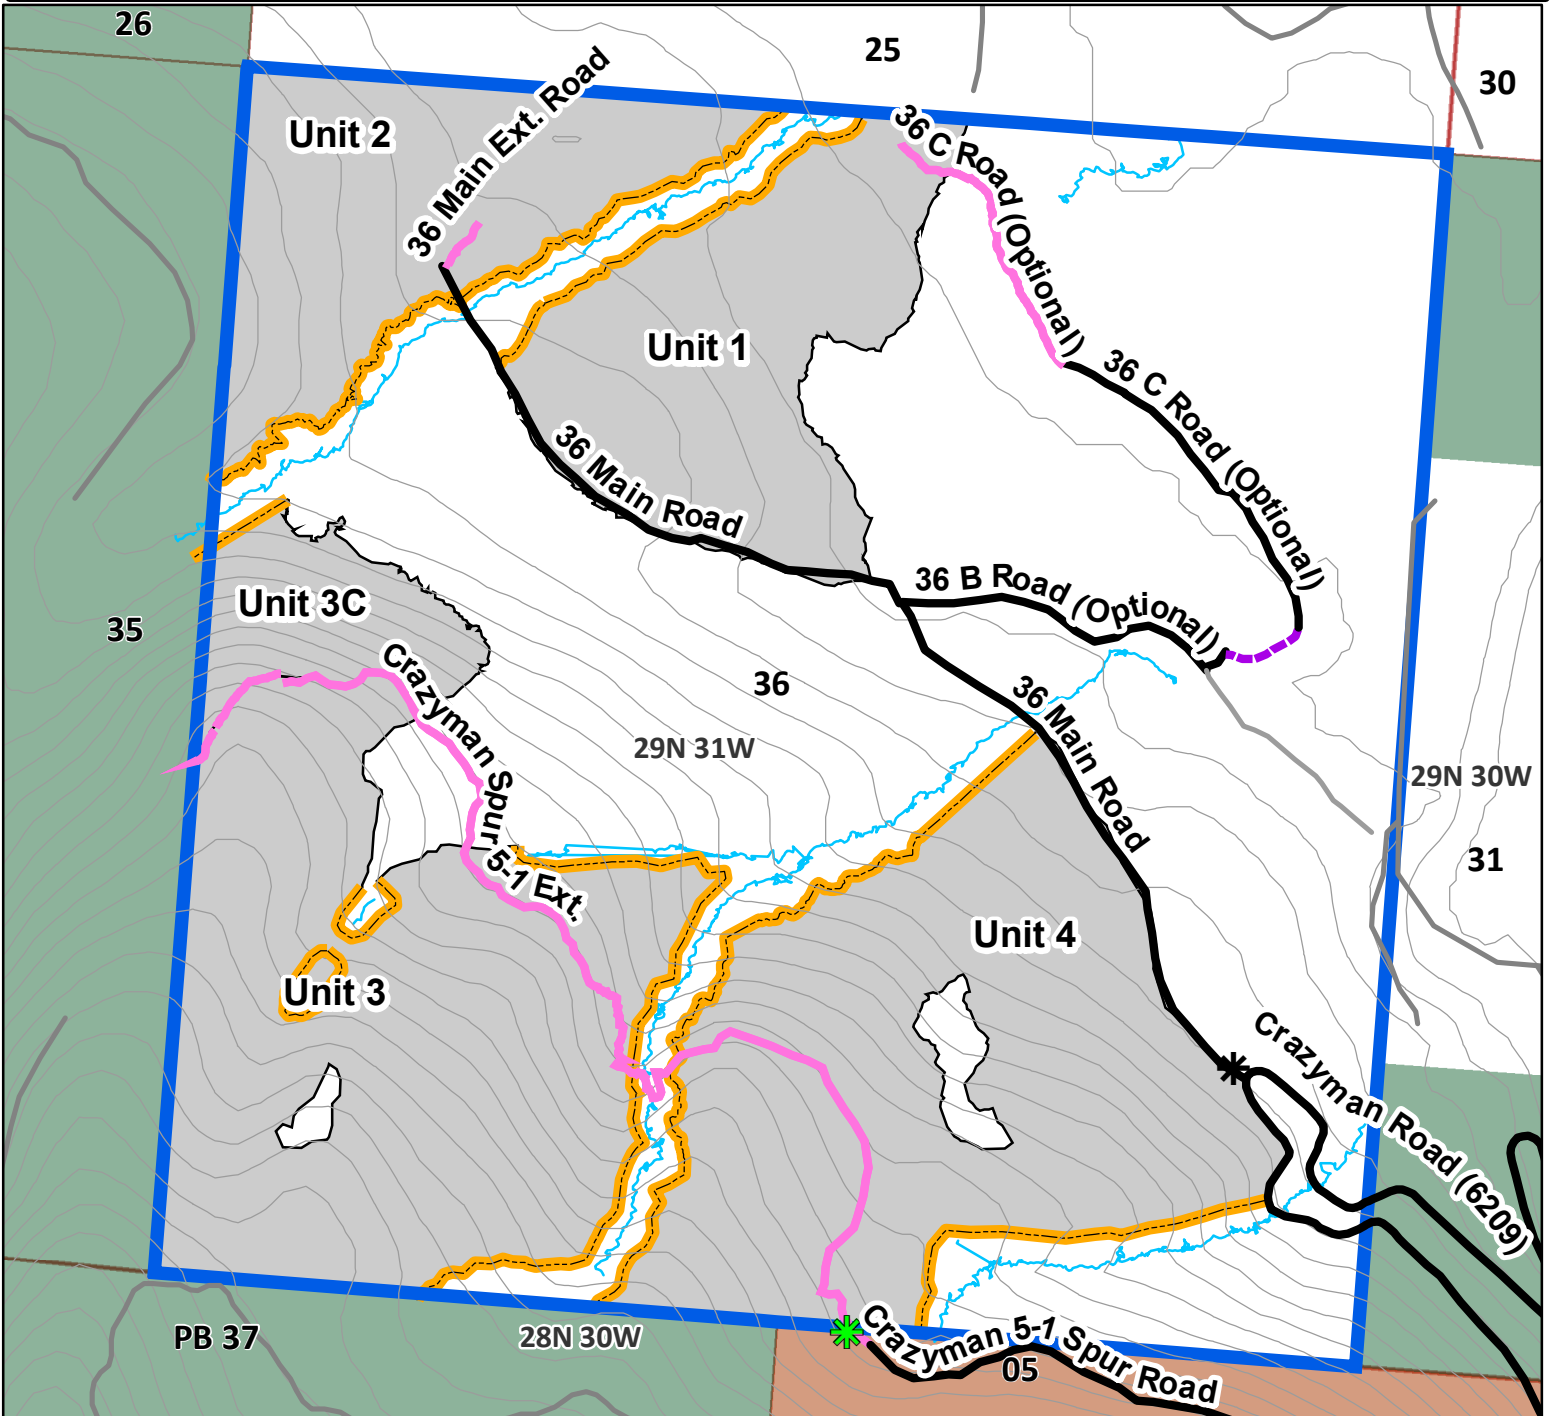 26
25
30
Unit 2
36 Main Ext. Road
36 C Road (Optional)
Unit 1
36 C Road (Optional)
36 Main Road
36 B Road (Optional)
Unit 3C
35
Crazyman Spur 5-1 Ext.
36
36 Main Road
29N 31W
29N 30W
31
Unit 4
Unit 3
Crazyman Road (6209)
PB 37
28N 30W
Crazyman 5-1 Spur Road
05